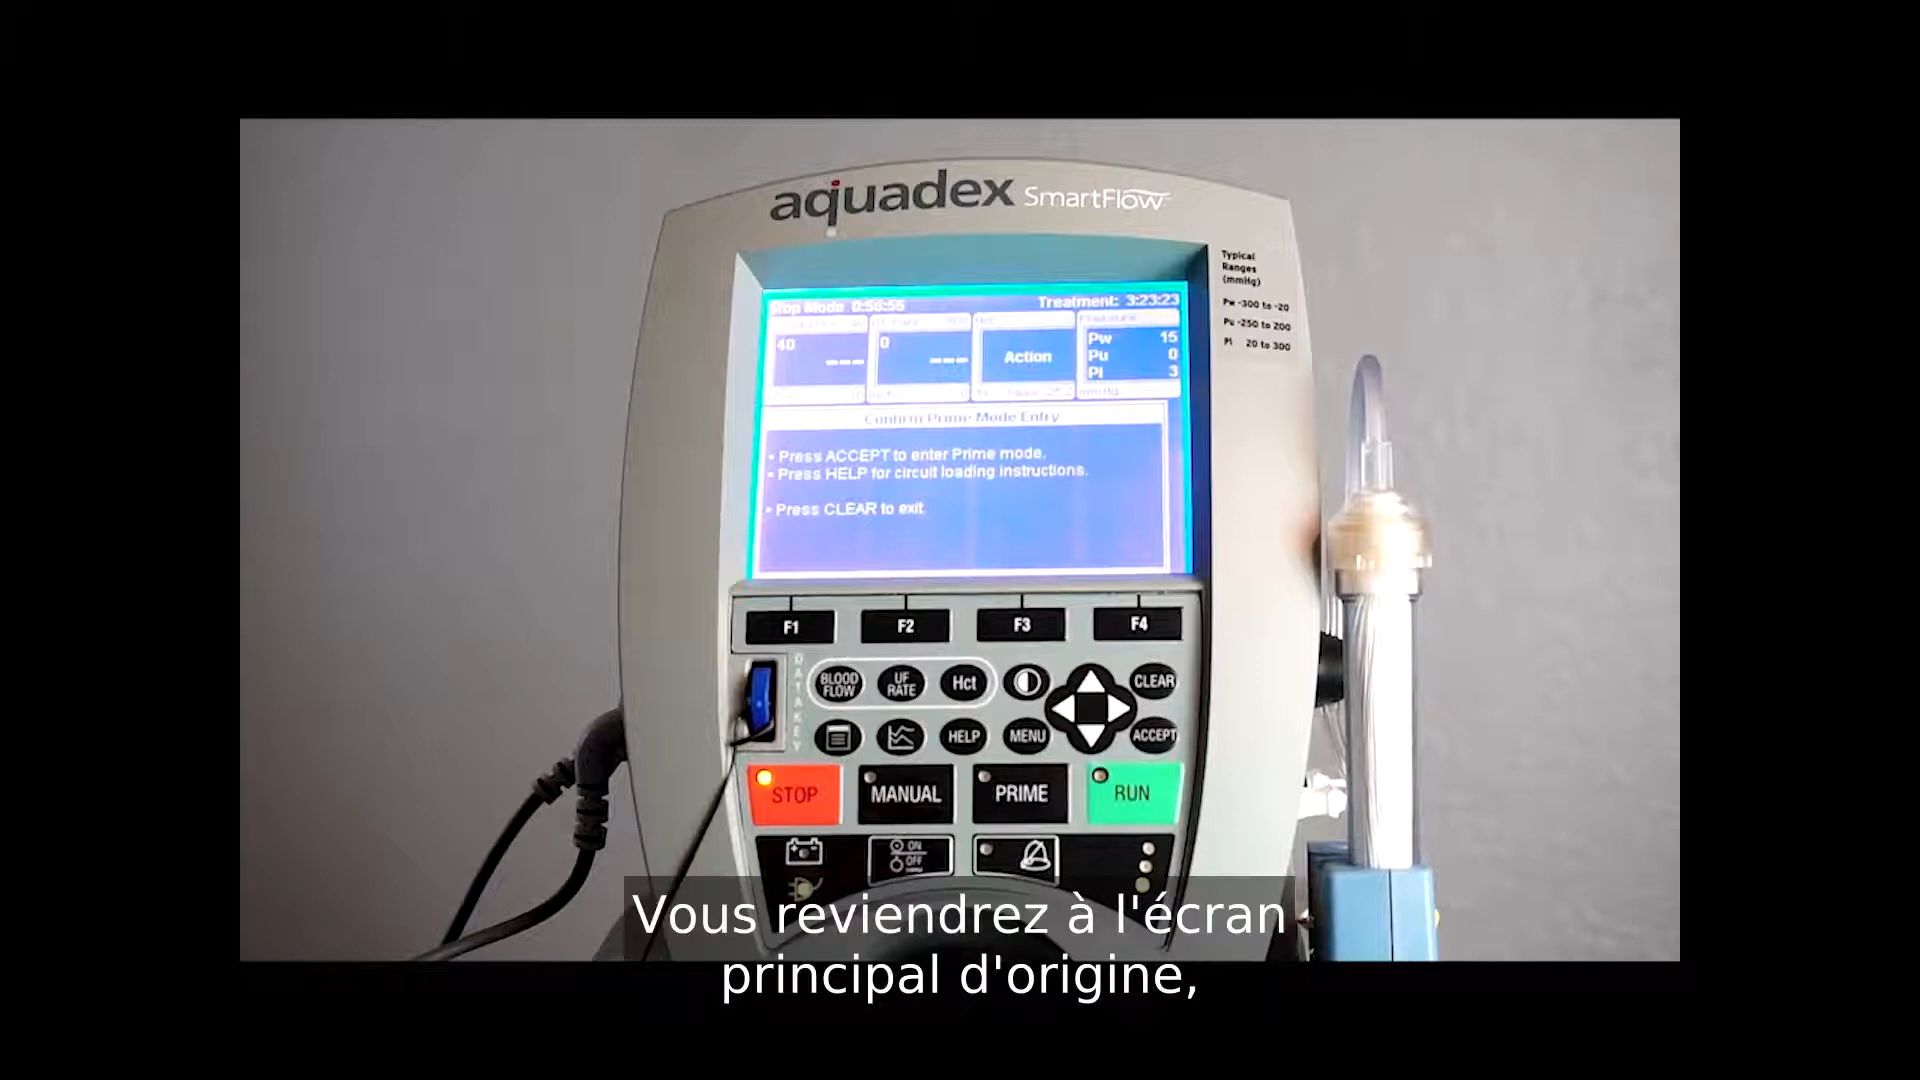 aquadex SmartFlow
Typical
Ranges
(mmHg)
Pw -300 to -20
Pu -250 to 200
Pi 20 to 300
Stop Mode 0:56:55 Treatment: 3:23:23
40
---
0
---
Action
Pw 15
Pu 0
Pi 3
mmHg
Confirm Prime Mode Entry
• Press ACCEPT to enter Prime mode.
• Press HELP for circuit loading instructions.
• Press CLEAR to exit.
F1 F2 F3 F4
DATAKEY
BLOOD FLOW
UF RATE
Hct
CLEAR
HELP
MENU
ACCEPT
STOP MANUAL PRIME RUN
ON
OFF
Vous reviendrez à l'écran
principal d'origine,